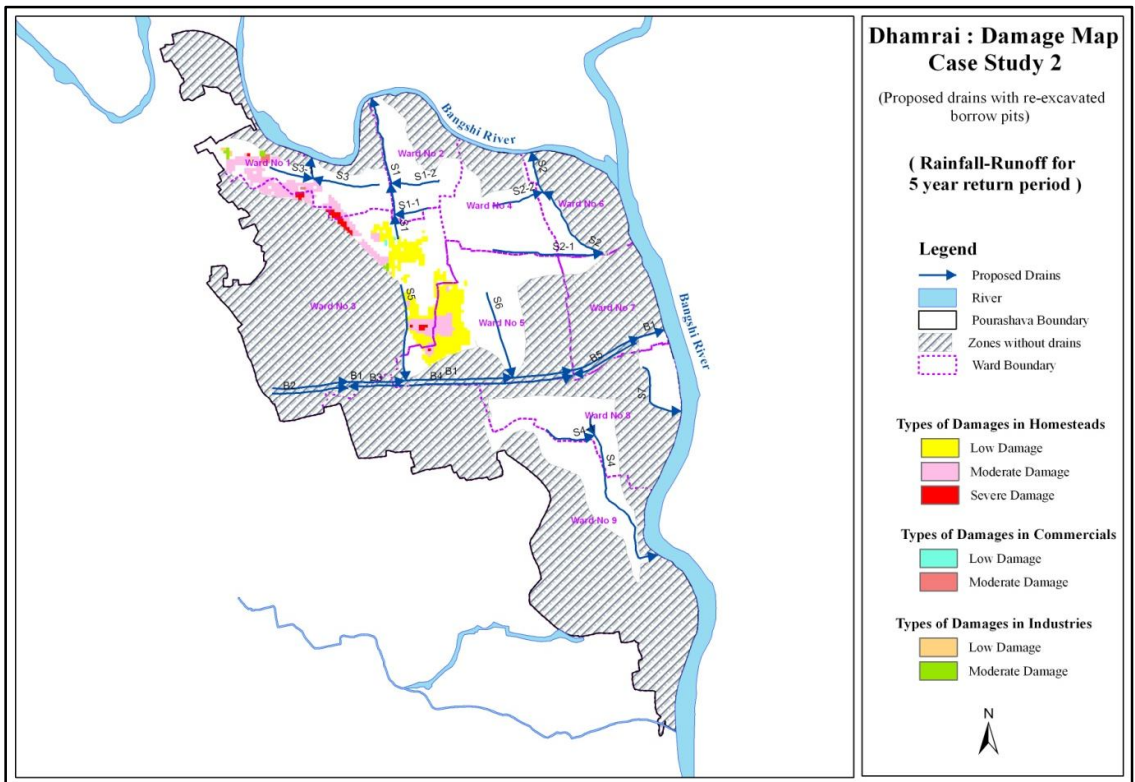 Dhamrai : Damage Map
Case Study 2
(Proposed drains with re-excavated
borrow pits)
( Rainfall-Runoff for
5 year return period )
Legend
Proposed Drains
River
Pourashava Boundary
Zones without drains
Ward Boundary
Types of Damages in Homesteads
Low Damage
Moderate Damage
Severe Damage
Types of Damages in Commercials
Low Damage
Moderate Damage
Types of Damages in Industries
Low Damage
Moderate Damage
N
Bangshi River
Ward No 1
Ward No 2
S3
S1
S1-2
S1-1
S1
Ward No 4
S2
S2-2
Ward No 6
S2
S2-1
Ward No 3
S5
S6
Ward No 5
Ward No 7
Bangshi River
B1
B5
B2
B1
B3
B4
B1
S7
Ward No 8
S4
S4
Ward No 9